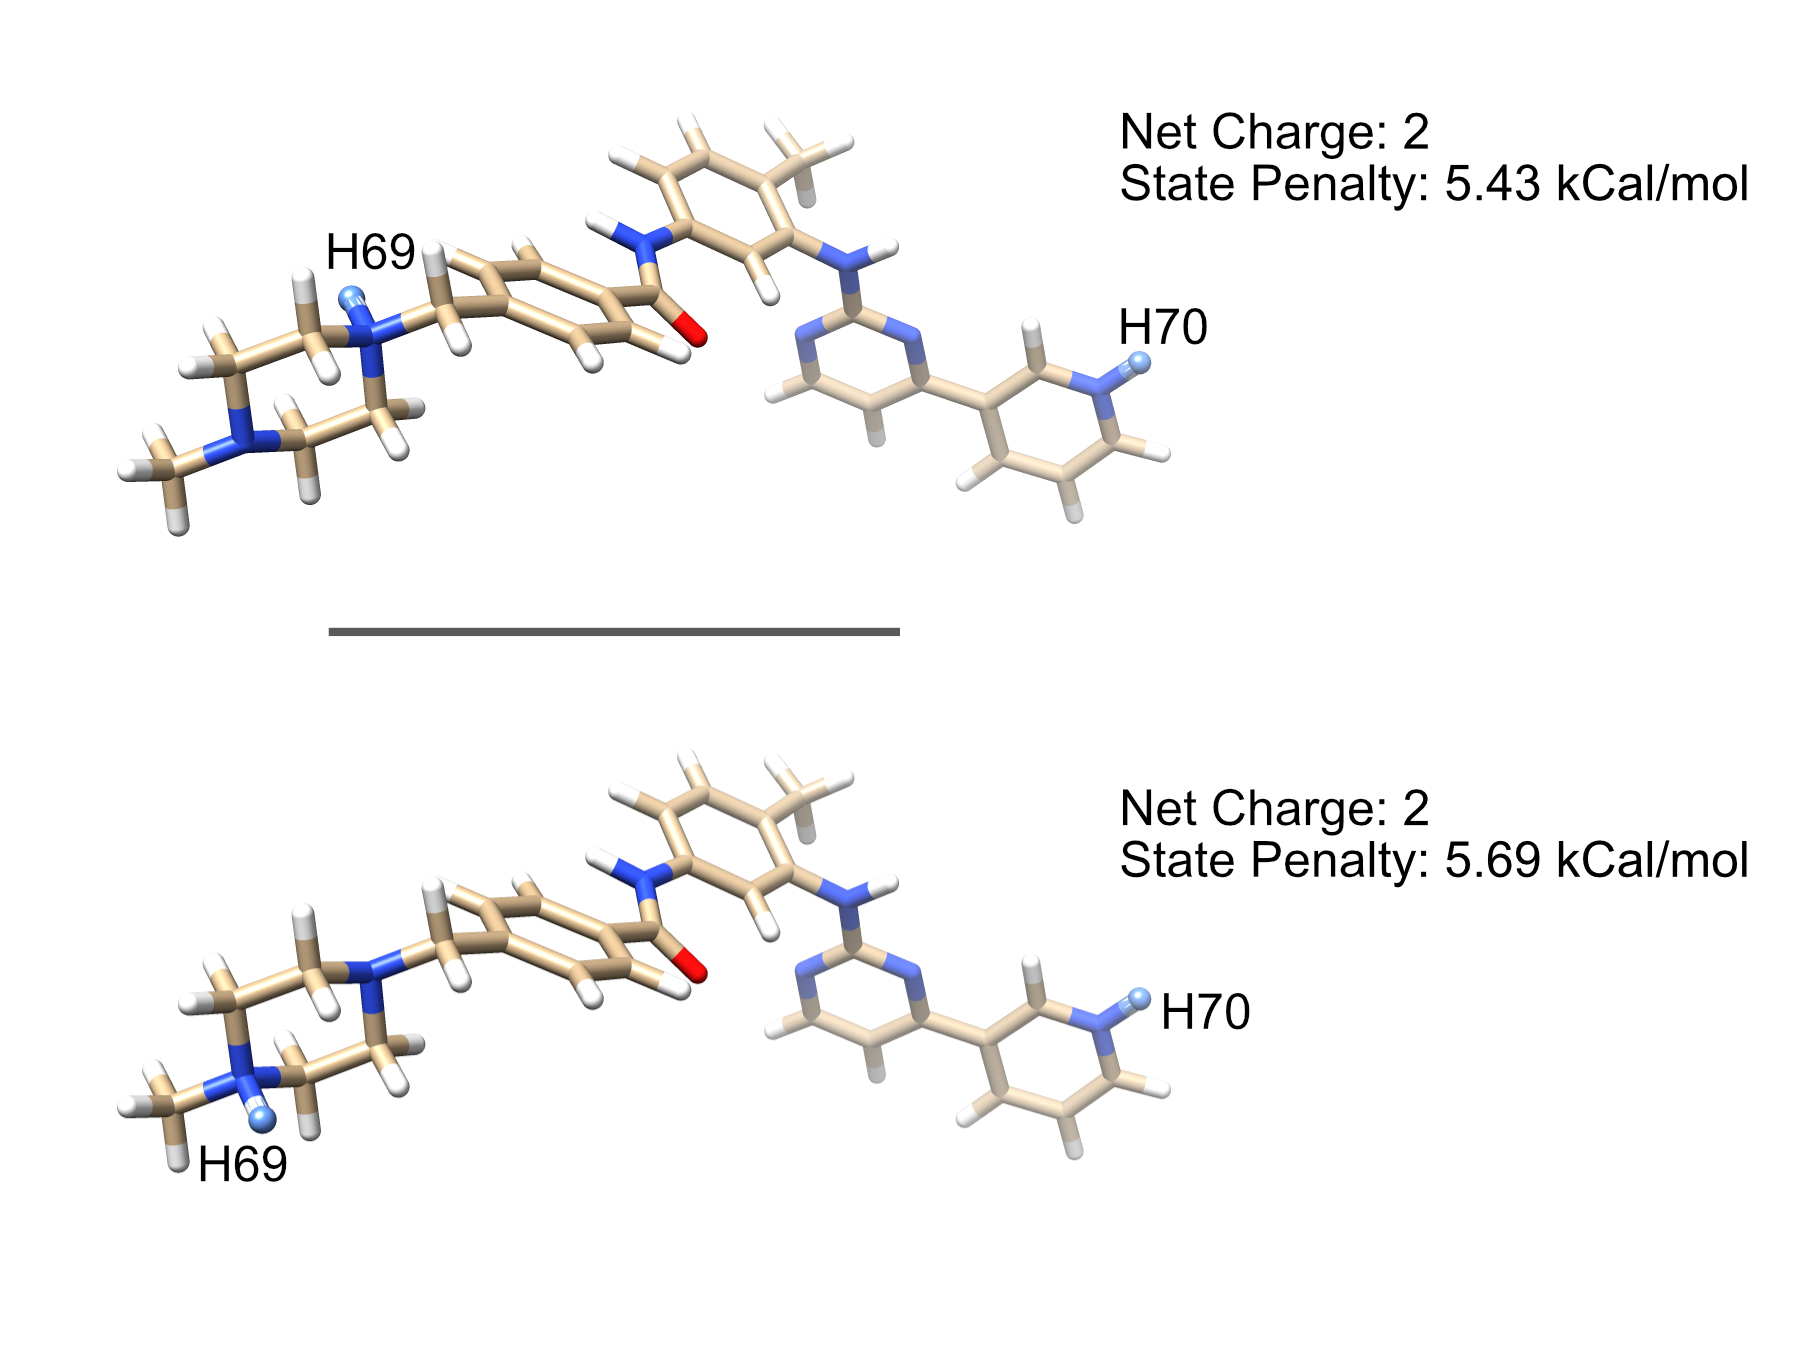 Net Charge: 2
State Penalty: 5.43 kCal/mol
H69
H70
Net Charge: 2
State Penalty: 5.69 kCal/mol
H70
H69